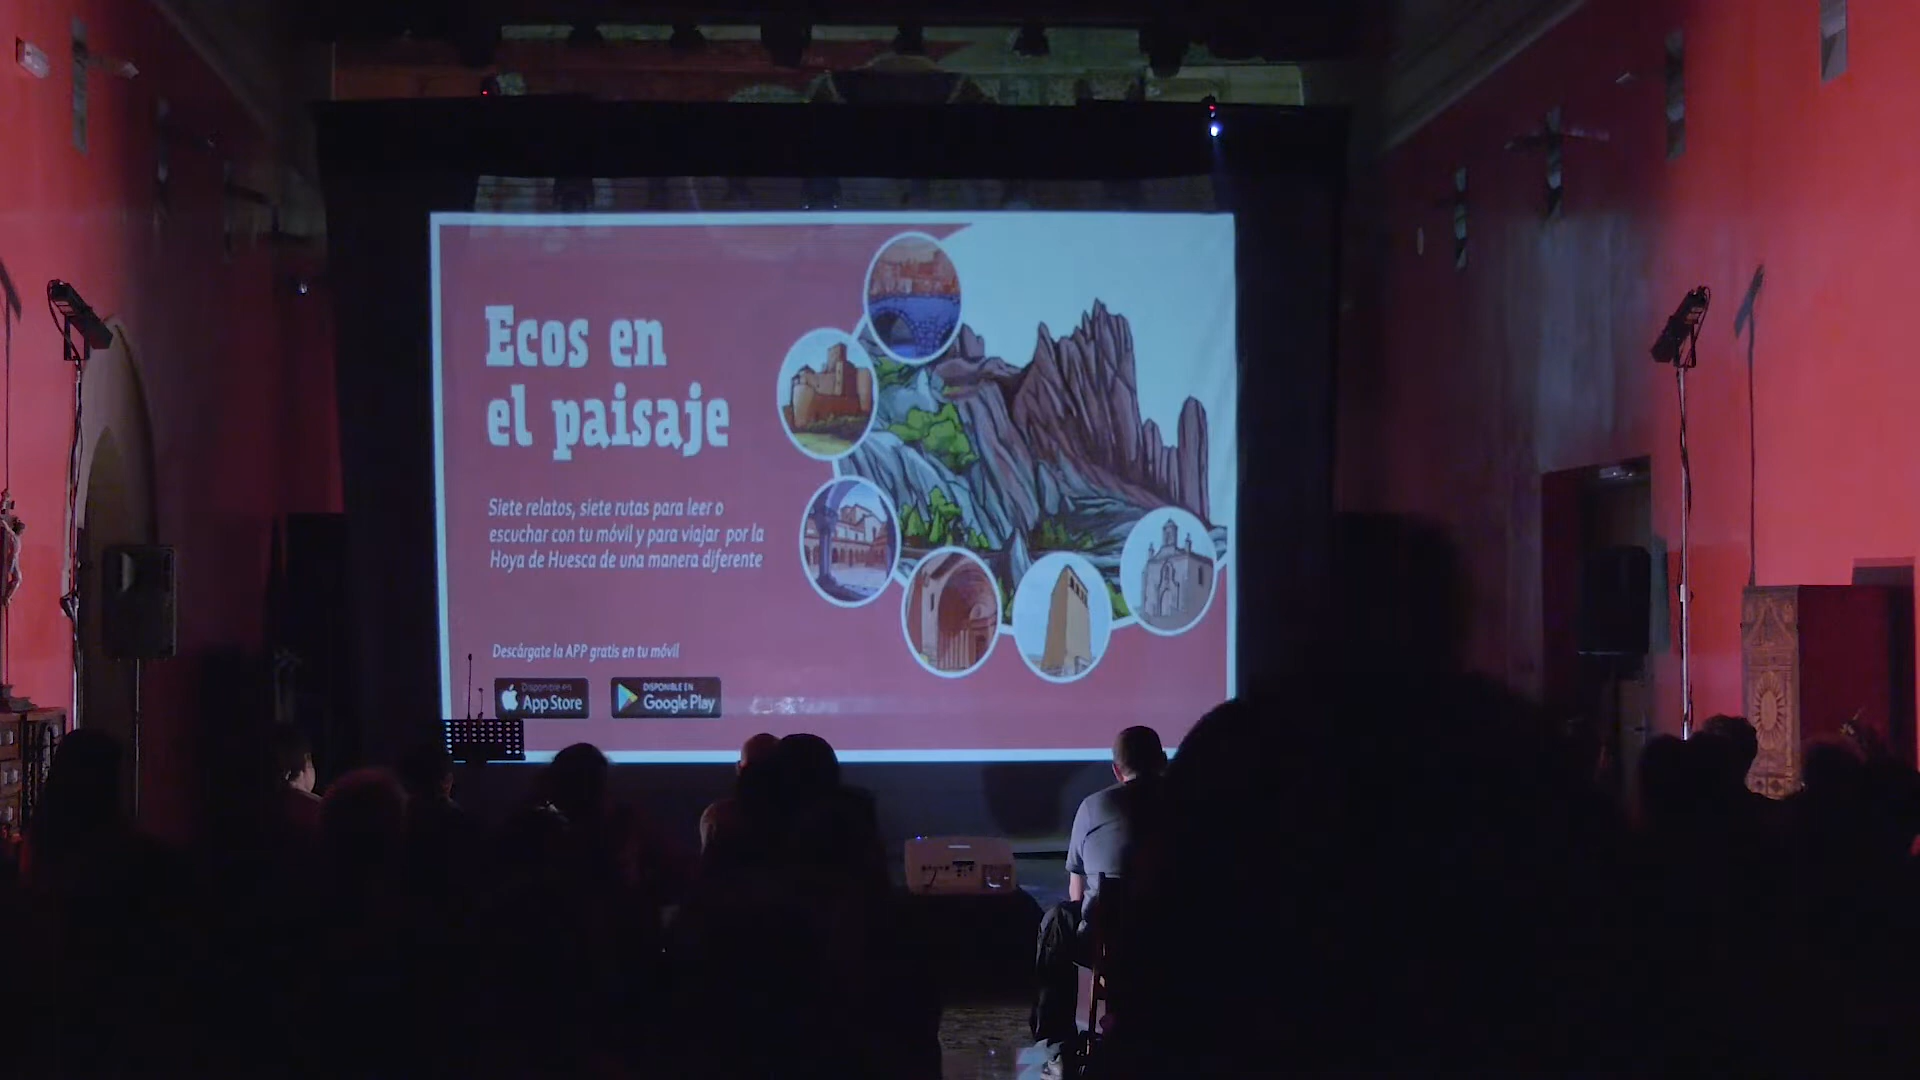 Ecos en
el paisaje
Siete relatos, siete rutas para leer o
escuchar con tu móvil y para viajar por la
Hoya de Huesca de una manera diferente
Descárgate la APP gratis en tu móvil
Disponible en
App Store
DISPONIBLE EN
Google Play